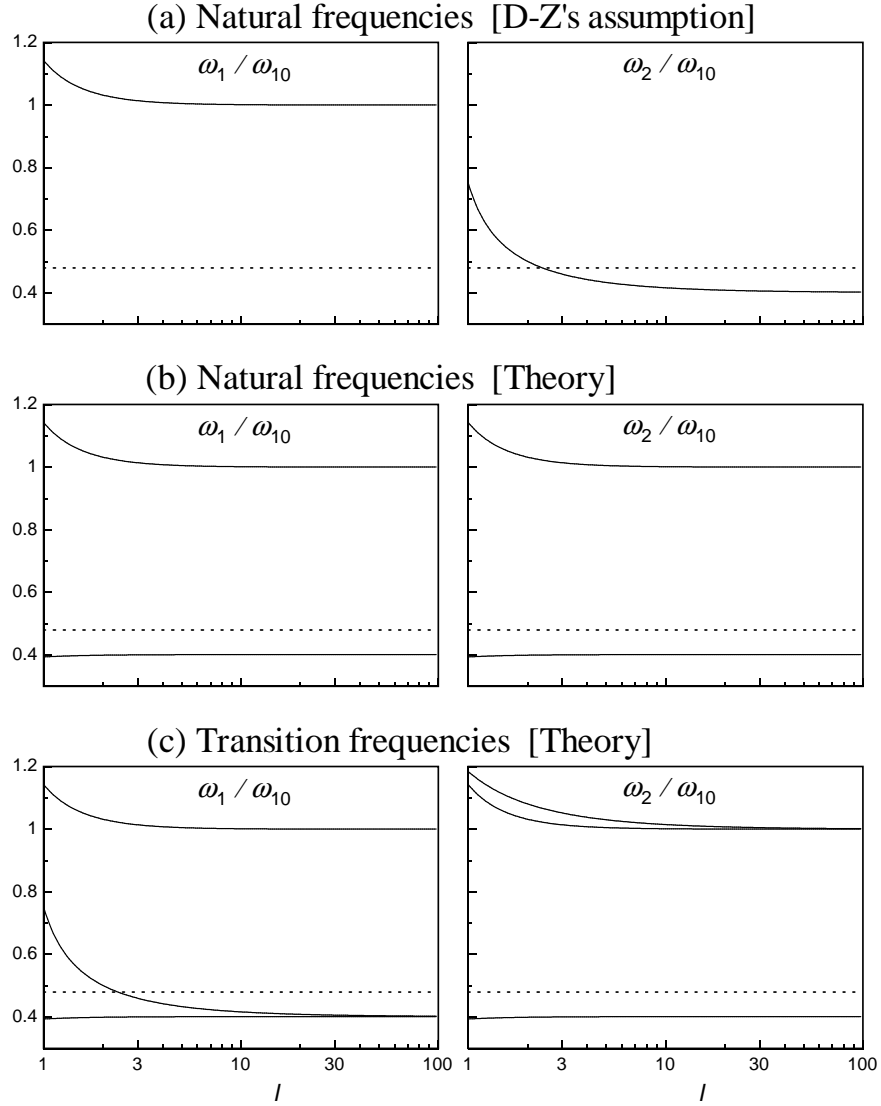 (a) Natural frequencies [D-Z's assumption]
1.2
1
0.8
0.6
0.4
ω1 / ω10
ω2 / ω10
(b) Natural frequencies [Theory]
1.2
1
0.8
0.6
0.4
ω1 / ω10
ω2 / ω10
(c) Transition frequencies [Theory]
1.2
1
0.8
0.6
0.4
ω1 / ω10
ω2 / ω10
1 3 10 30 100 1 3 10 30 100
l l